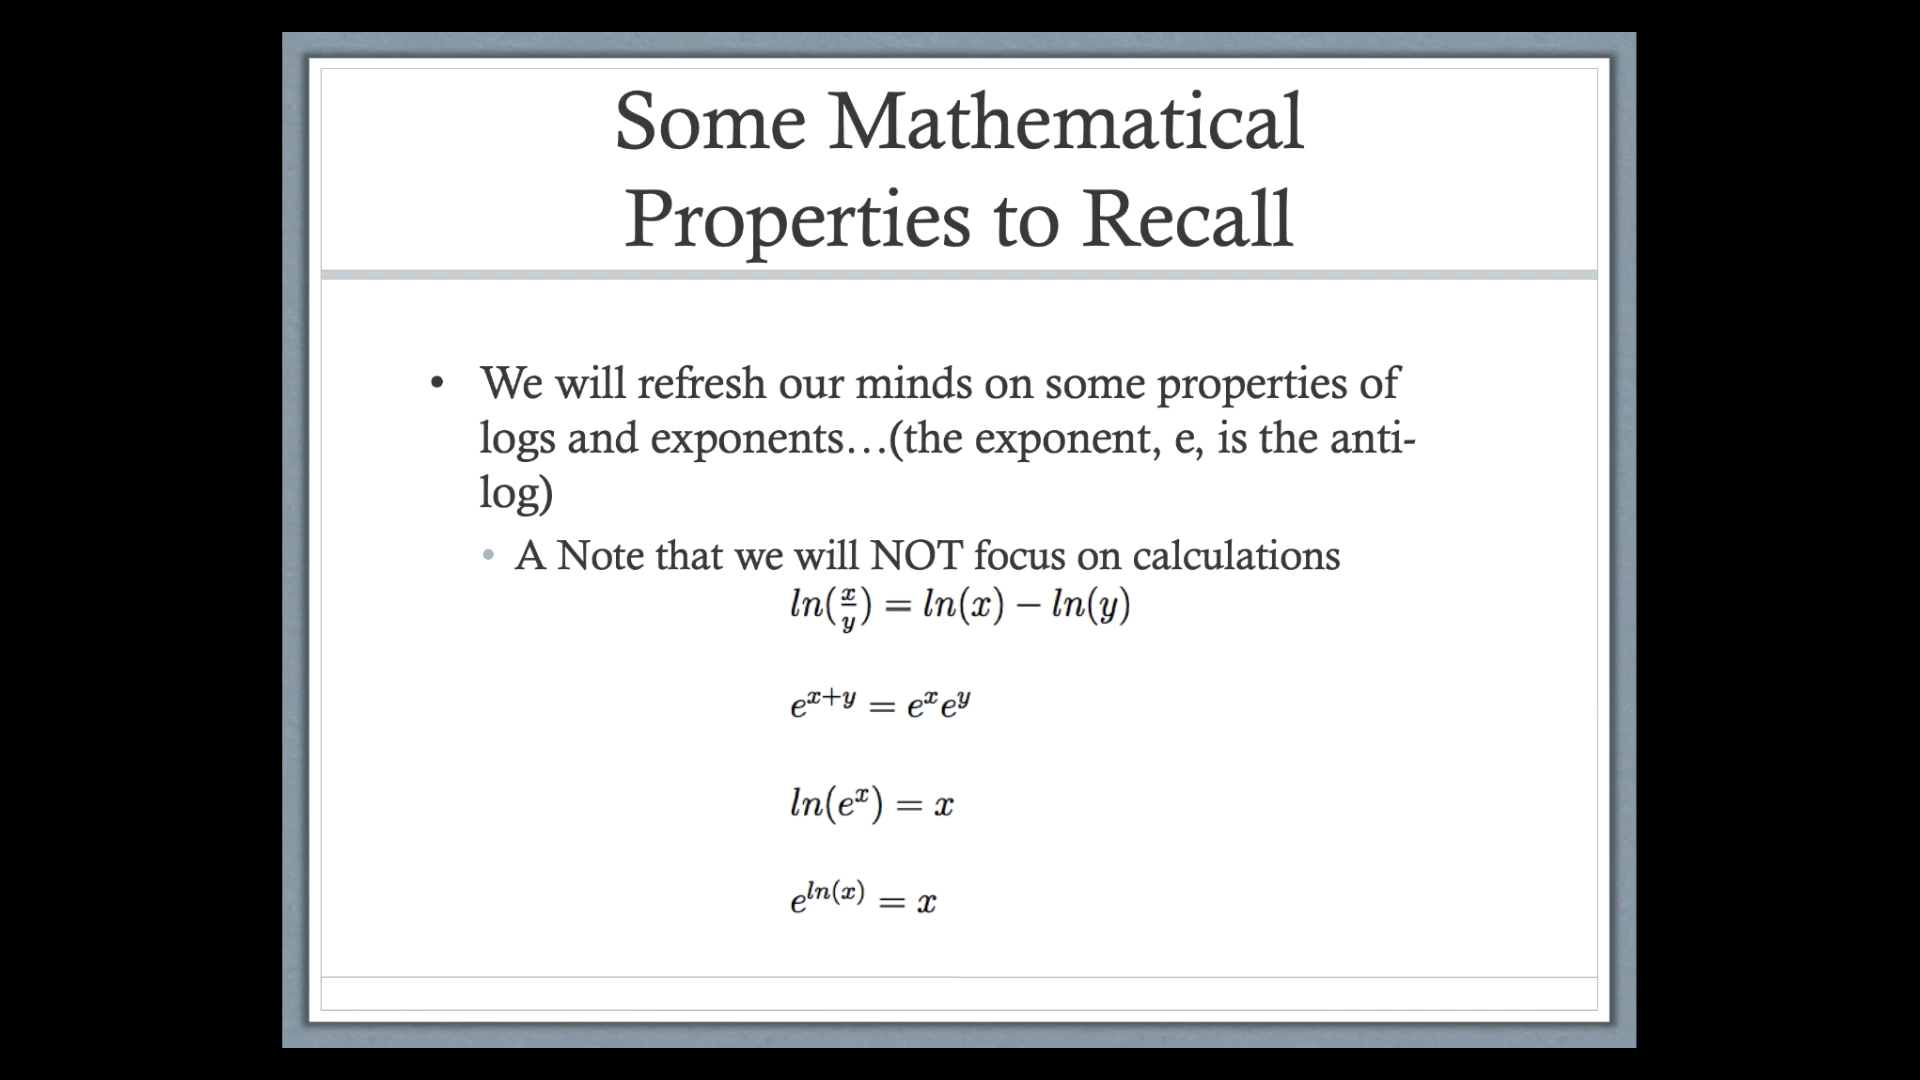 Some Mathematical
Properties to Recall
• We will refresh our minds on some properties of
logs and exponents…(the exponent, e, is the anti-
log)
• A Note that we will NOT focus on calculations
ln(x/y) = ln(x) − ln(y)
e^{x+y} = e^x e^y
ln(e^x) = x
e^{ln(x)} = x